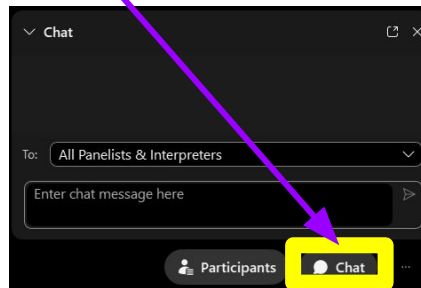 Chat
To: All Panelists & Interpreters
Enter chat message here
Participants Chat ...